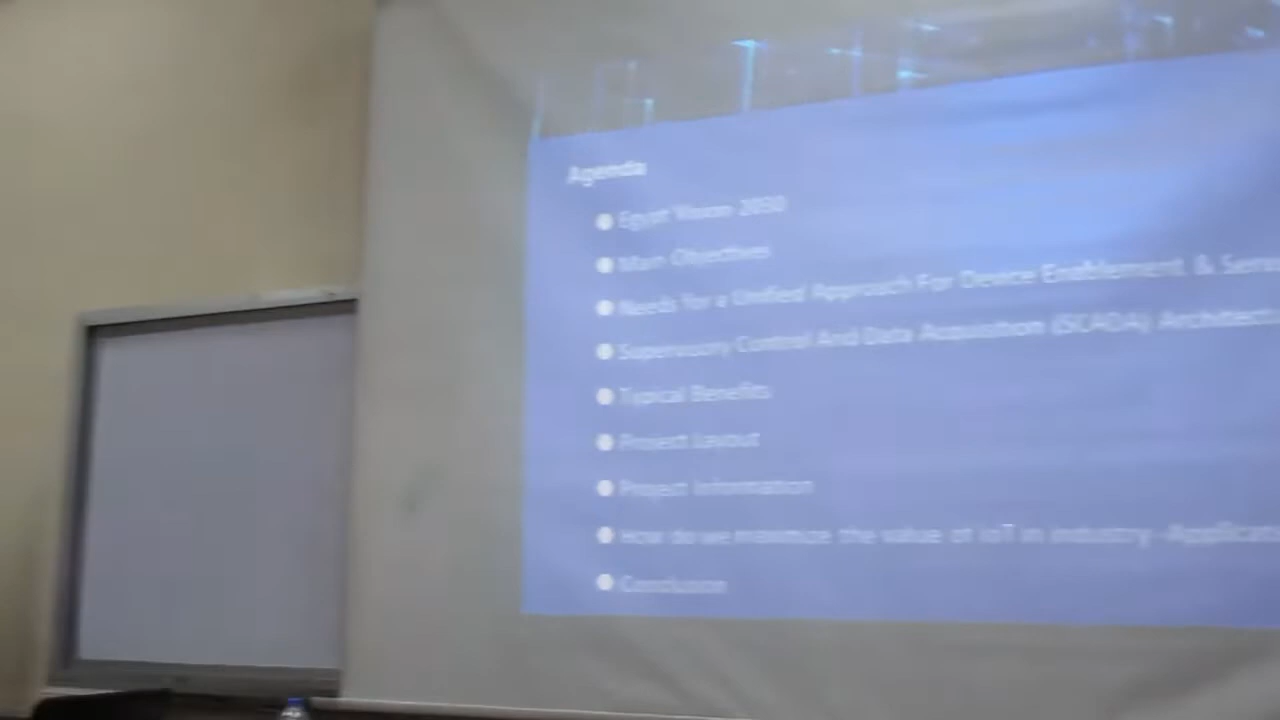 Agenda
Egypt Vision 2030
Main Objectives
Needs for a Unified Approach For Device Enablement &
Supervisory Control And Data Acquisition (SCADA)
Typical Benefits
Project Layout
Project Information
How do we maximize the value of IoT in industry
Conclusion